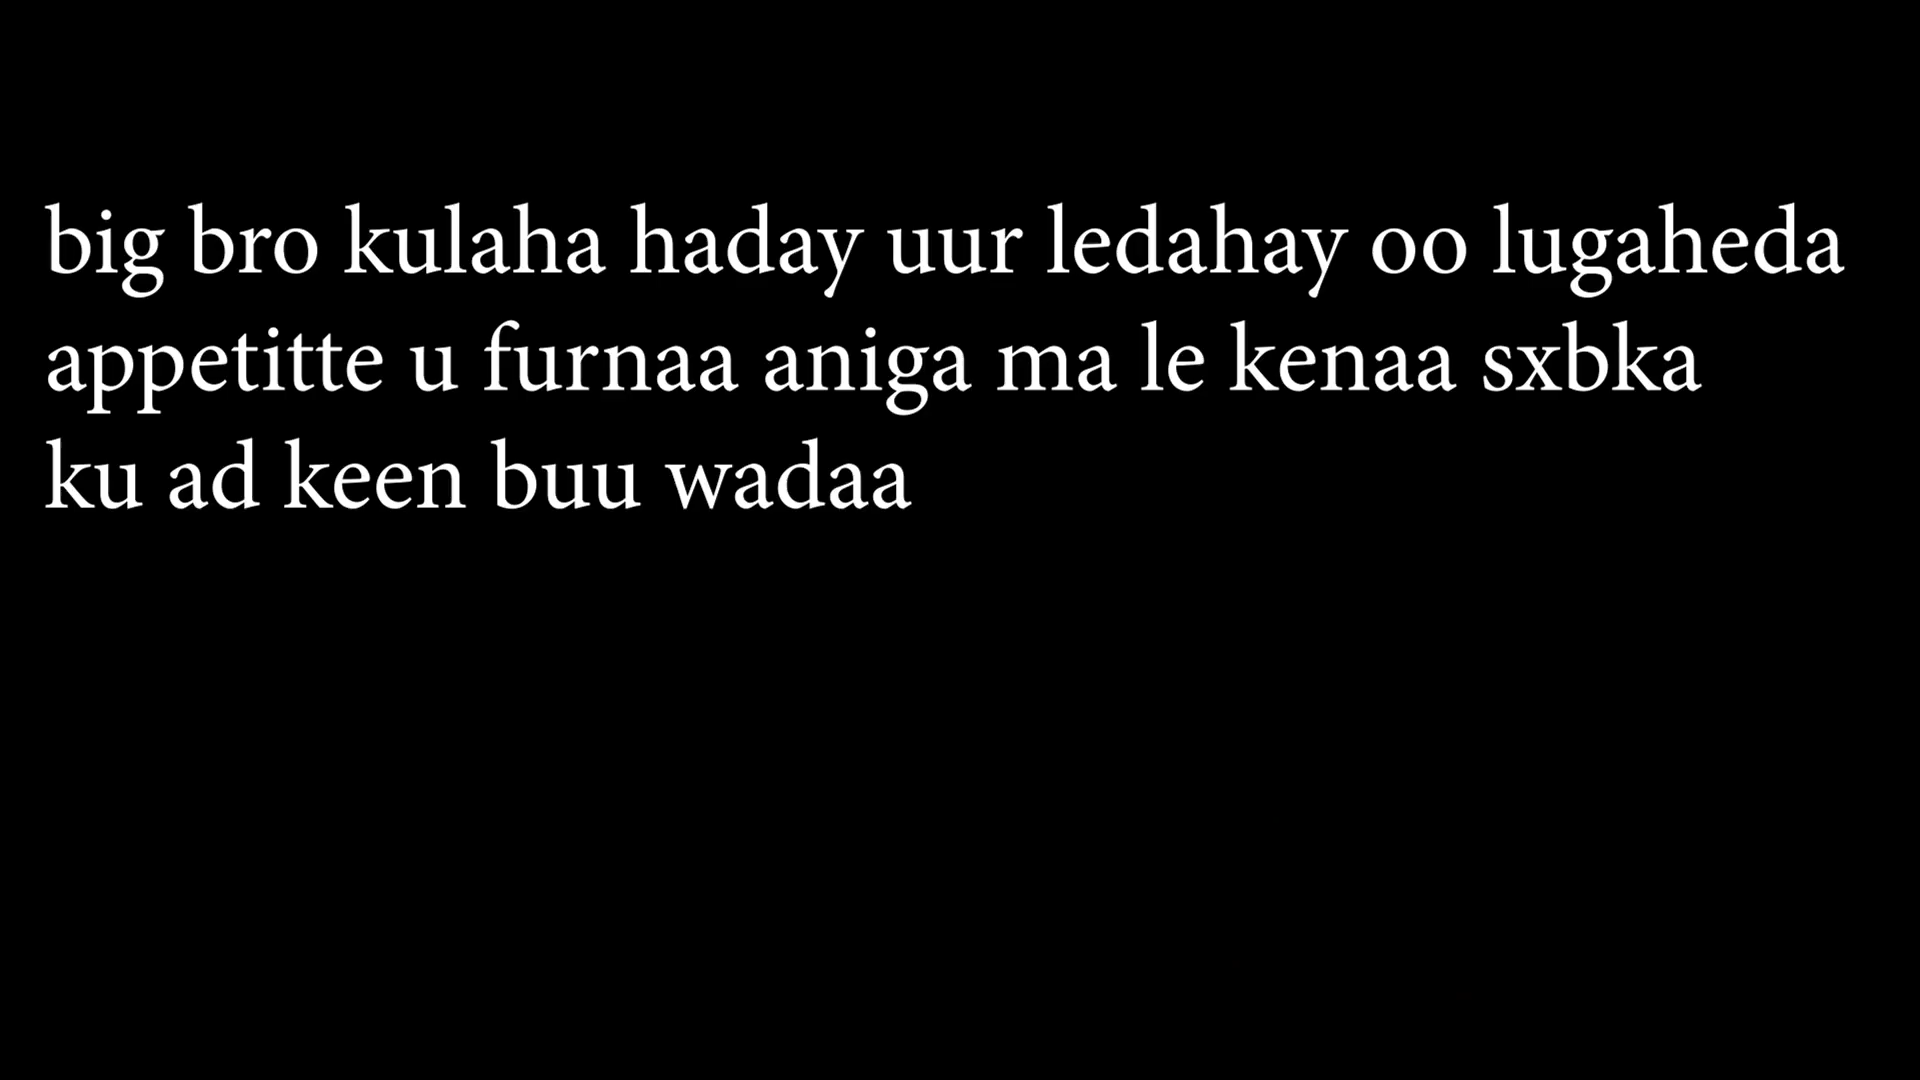 big bro kulaha haday uur ledahay oo lugaheda
appetitte u furnaa aniga ma le kenaa sxbka
ku ad keen buu wadaa